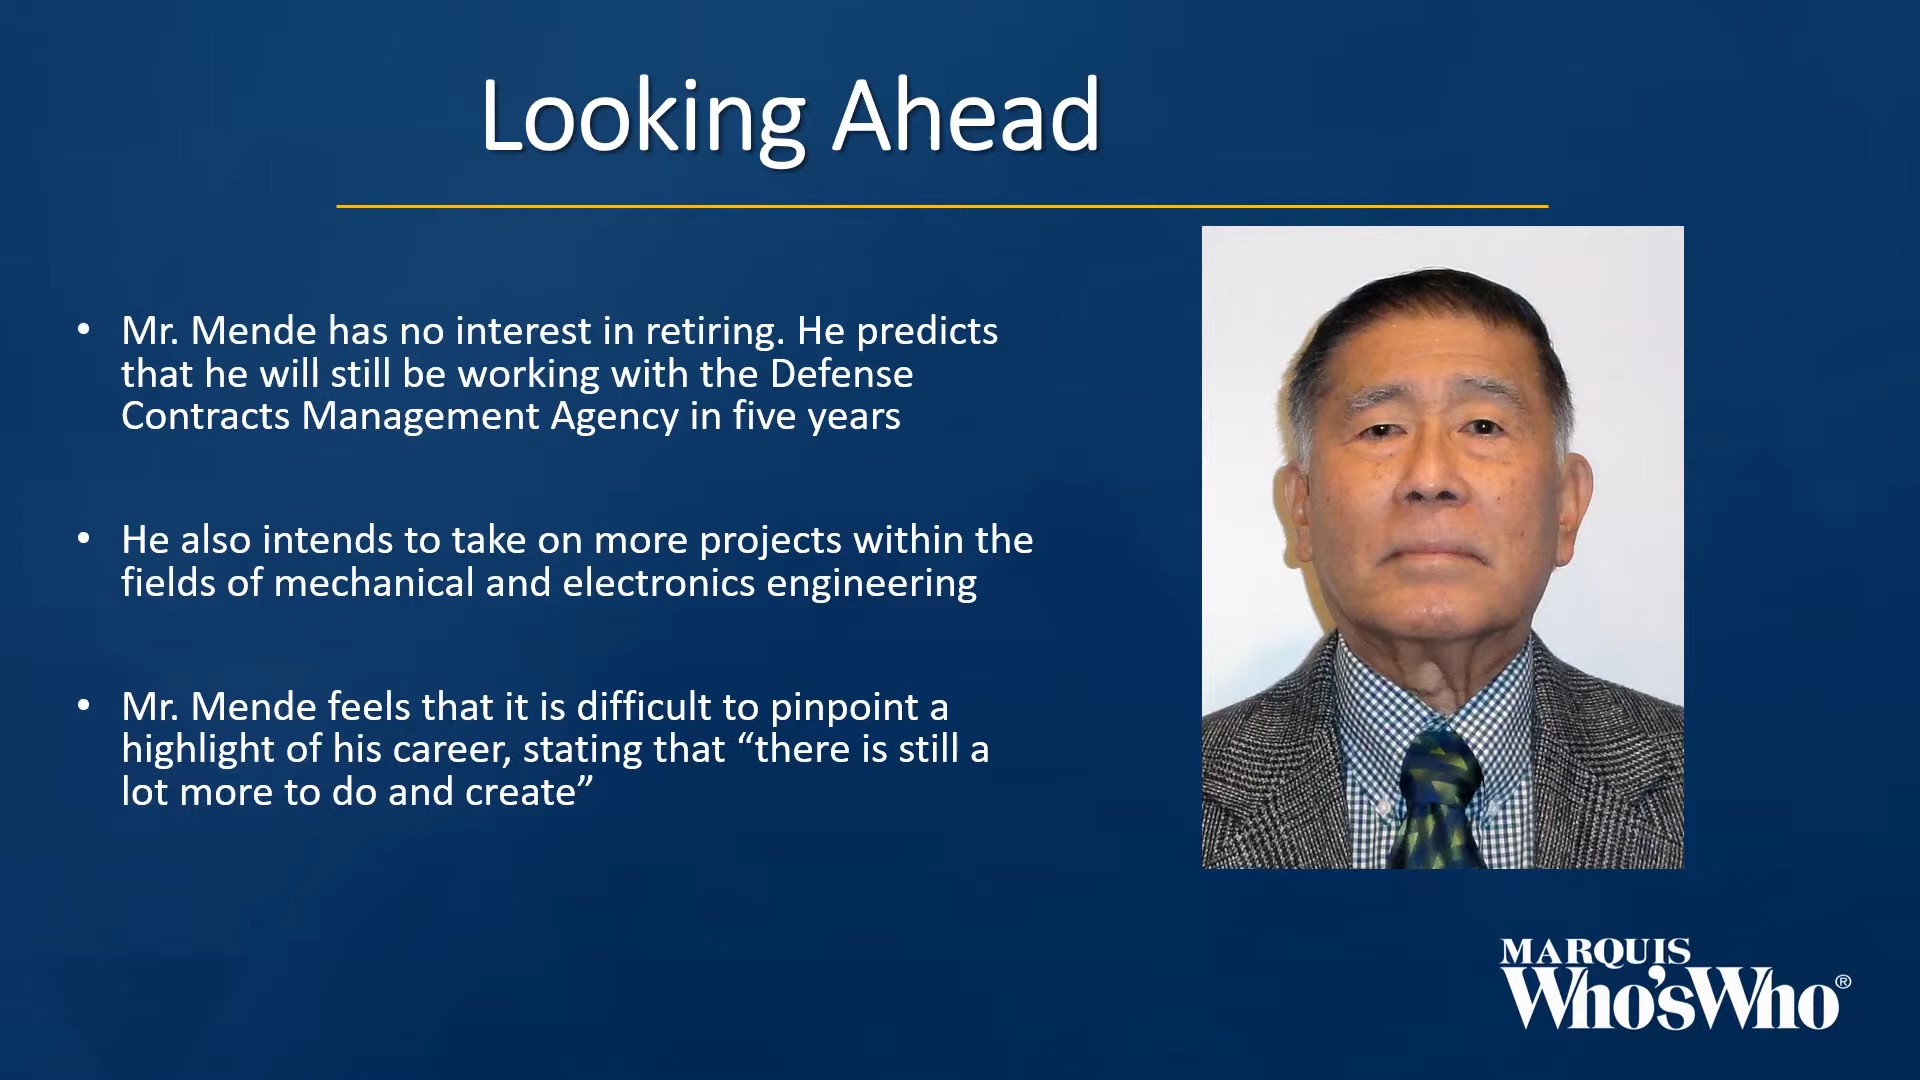 Looking Ahead
• Mr. Mende has no interest in retiring. He predicts
that he will still be working with the Defense
Contracts Management Agency in five years
• He also intends to take on more projects within the
fields of mechanical and electronics engineering
• Mr. Mende feels that it is difficult to pinpoint a
highlight of his career, stating that “there is still a
lot more to do and create”
MARQUIS
Who'sWho®